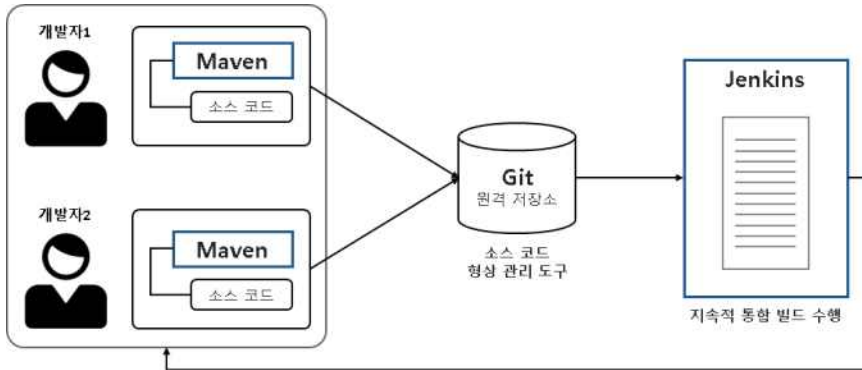 개발자1
Maven
소스 코드
개발자2
Maven
소스 코드
Git
원격 저장소
소스 코드
형상 관리 도구
Jenkins
지속적 통합 빌드 수행